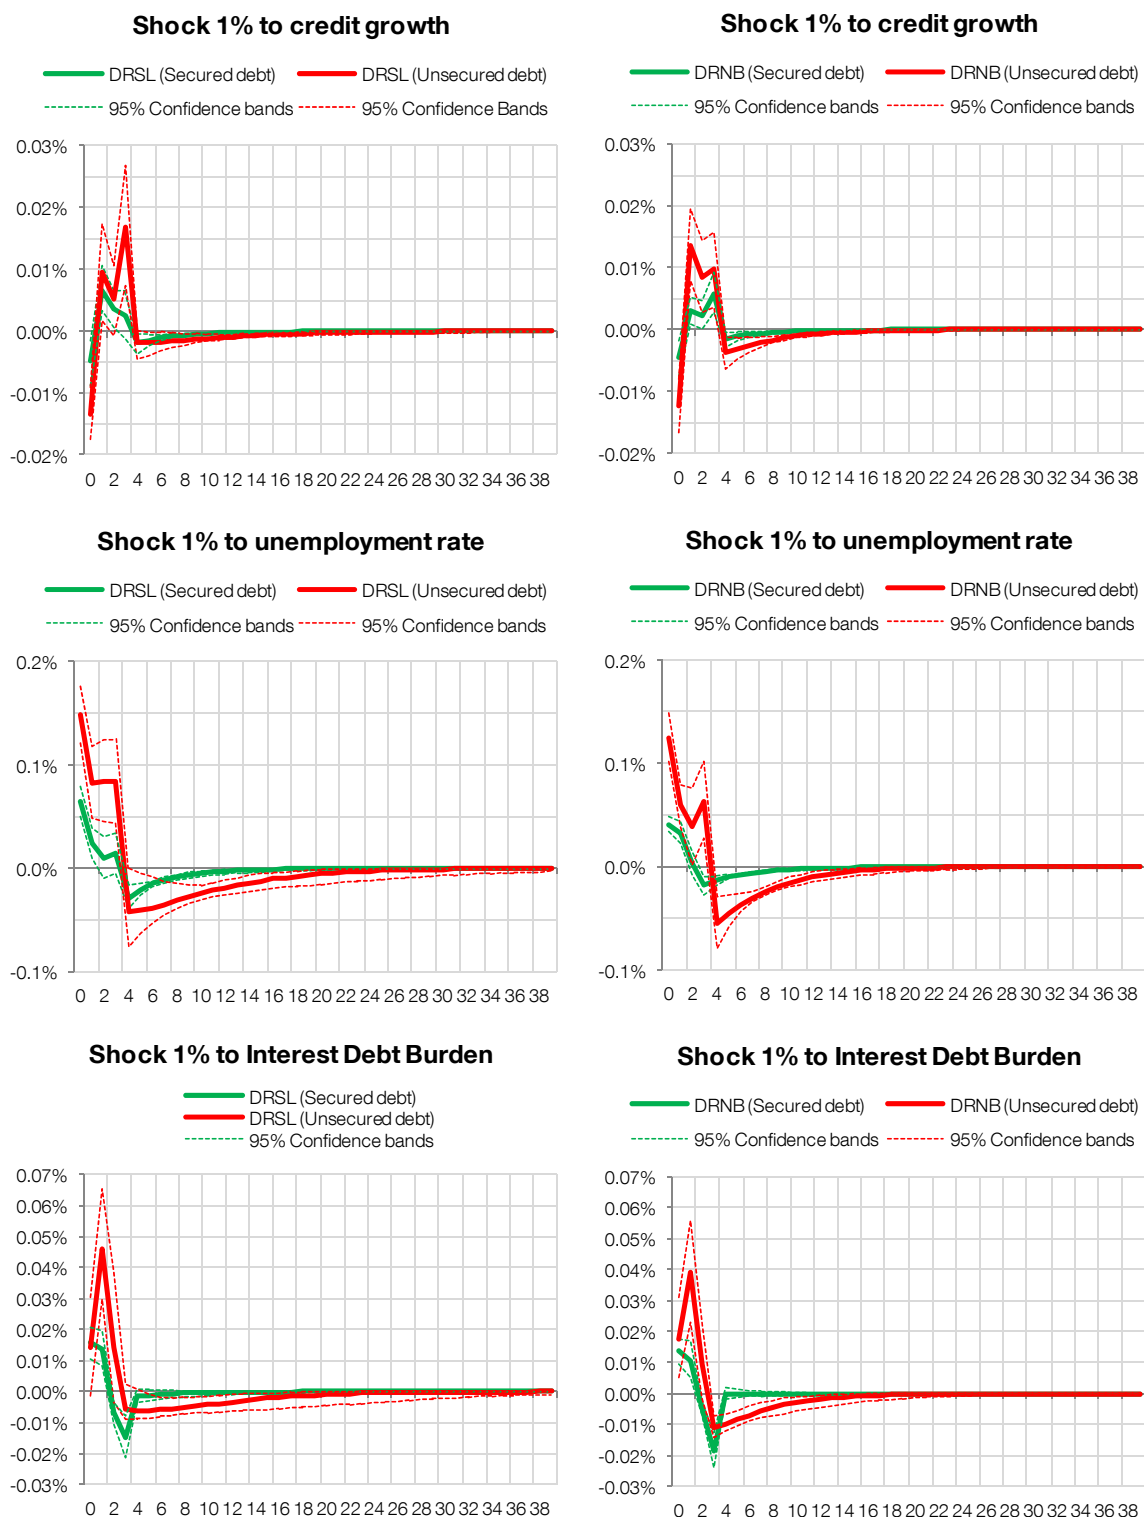 Shock 1% to credit growth
DRSL (Secured debt) DRSL (Unsecured debt)
95% Confidence bands 95% Confidence Bands
0.03%
0.02%
0.01%
0.00%
-0.01%
-0.02%
0 2 4 6 8 10 12 14 16 18 20 22 24 26 28 30 32 34 36 38
Shock 1% to credit growth
DRNB (Secured debt) DRNB (Unsecured debt)
95% Confidence bands 95% Confidence bands
0.03%
0.02%
0.01%
0.00%
-0.01%
-0.02%
0 2 4 6 8 10 12 14 16 18 20 22 24 26 28 30 32 34 36 38
Shock 1% to unemployment rate
DRSL (Secured debt) DRSL (Unsecured debt)
95% Confidence bands 95% Confidence bands
0.2%
0.1%
0.0%
-0.1%
0 2 4 6 8 10 12 14 16 18 20 22 24 26 28 30 32 34 36 38
Shock 1% to unemployment rate
DRNB (Secured debt) DRNB (Unsecured debt)
95% Confidence bands 95% Confidence bands
0.2%
0.1%
0.0%
-0.1%
0 2 4 6 8 10 12 14 16 18 20 22 24 26 28 30 32 34 36 38
Shock 1% to Interest Debt Burden
DRSL (Secured debt)
DRSL (Unsecured debt)
95% Confidence bands
0.07%
0.06%
0.05%
0.04%
0.03%
0.02%
0.01%
0.00%
-0.01%
-0.02%
-0.03%
0 2 4 6 8 10 12 14 16 18 20 22 24 26 28 30 32 34 36 38
Shock 1% to Interest Debt Burden
DRNB (Secured debt) DRNB (Unsecured debt)
95% Confidence bands 95% Confidence bands
0.07%
0.06%
0.05%
0.04%
0.03%
0.02%
0.01%
0.00%
-0.01%
-0.02%
-0.03%
0 2 4 6 8 10 12 14 16 18 20 22 24 26 28 30 32 34 36 38